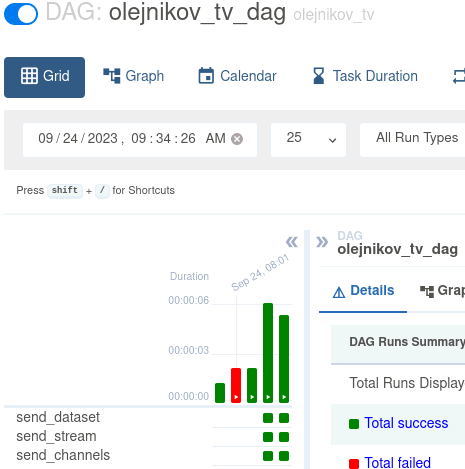 DAG: olejnikov_tv_dag olejnikov_tv
Grid Graph Calendar Task Duration
09 / 24 / 2023 , 09 : 34 : 26 AM 25 All Run Types
Press shift + / for Shortcuts
DAG
olejnikov_tv_dag
Sep 24, 08:01
Duration
00:00:06
00:00:03
00:00:00
send_dataset
send_stream
send_channels
Details Grap
DAG Runs Summary
Total Runs Display
Total success
Total failed